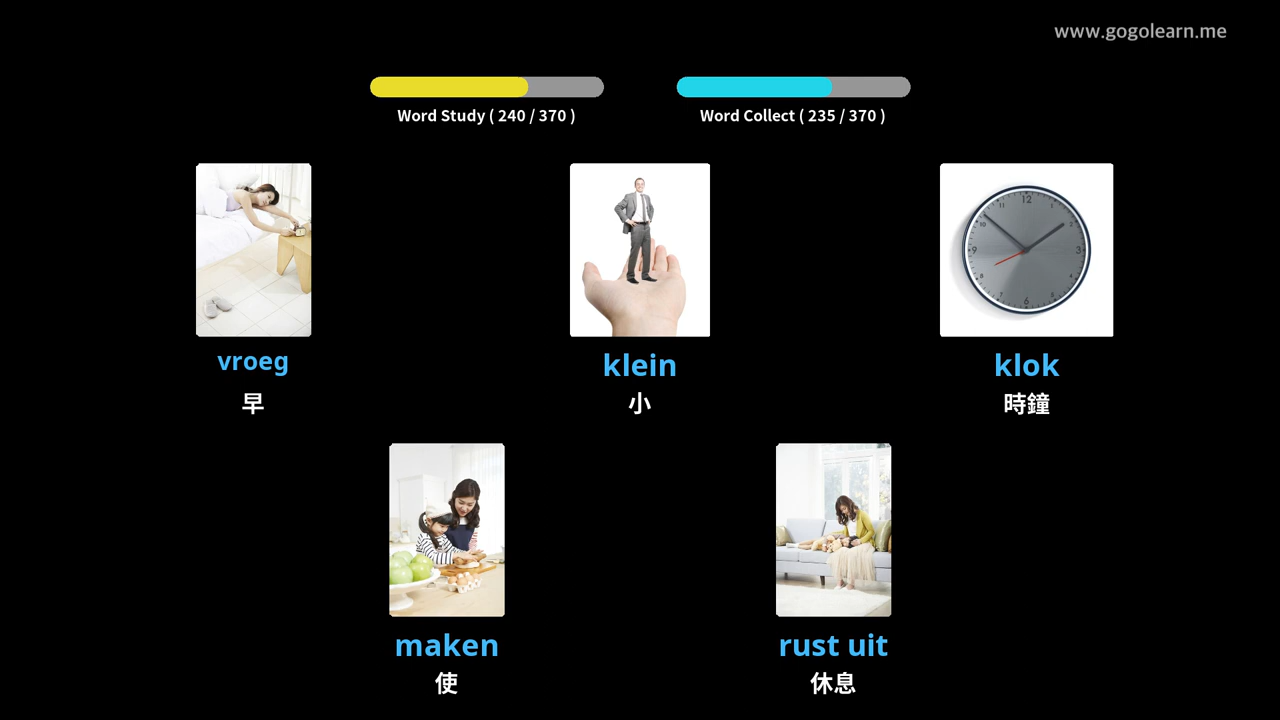 www.gogolearn.me
Word Study ( 240 / 370 )
Word Collect ( 235 / 370 )
vroeg
早
klein
小
klok
時鐘
maken
使
rust uit
休息